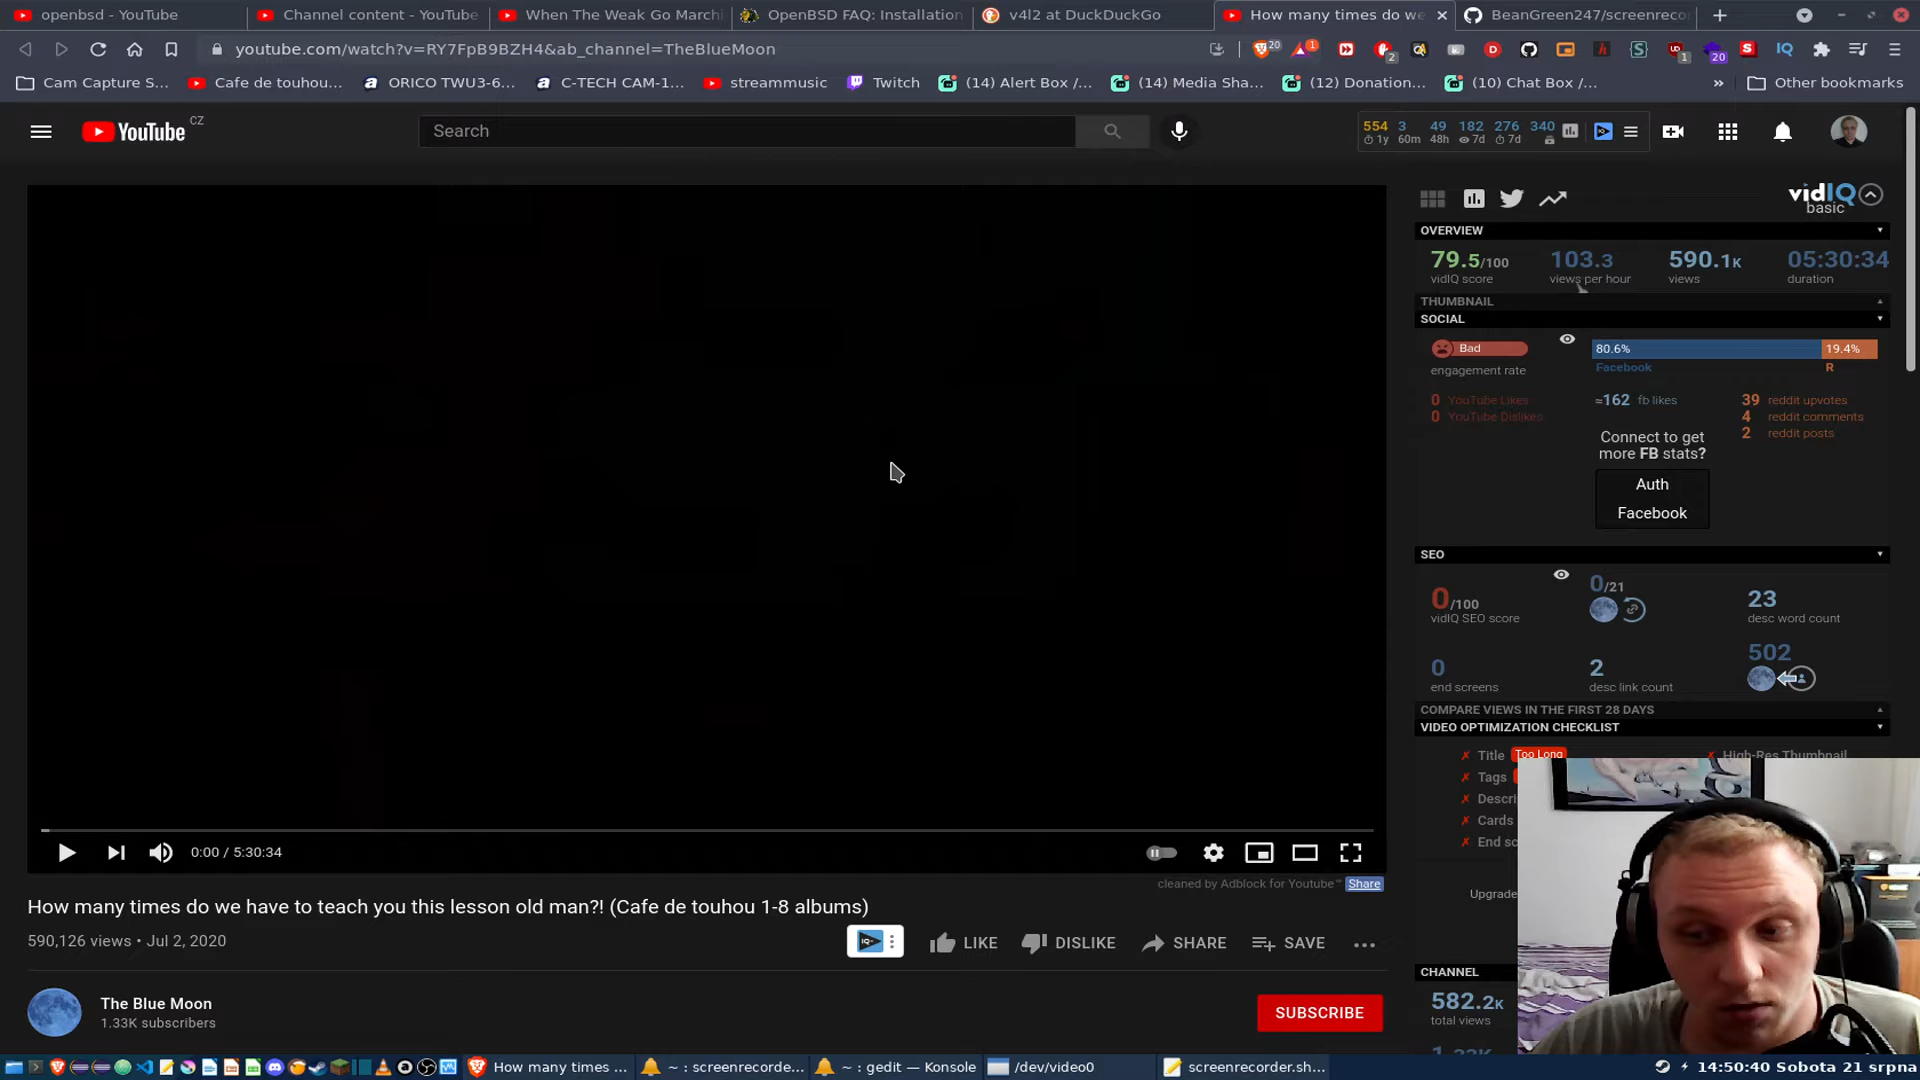 openbsd - YouTube
Channel content - YouTube
When The Weak Go Marchi
OpenBSD FAQ: Installation
v4l2 at DuckDuckGo
How many times do we
BeanGreen247/screenreco
youtube.com/watch?v=RY7FpB9BZH4&ab_channel=TheBlueMoon
20
1
2
1
20
Cam Capture S...
Cafe de touhou...
ORICO TWU3-6...
C-TECH CAM-1...
streammusic
Twitch
(14) Alert Box /...
(14) Media Sha...
(12) Donation...
(10) Chat Box /...
»
Other bookmarks
YouTube CZ
Search
554 3 49 182 276 340
1y 60m 48h 7d 7d
vidIQ
basic
OVERVIEW
79.5/100 103.3 590.1K 05:30:34
vidIQ score views per hour views duration
THUMBNAIL
SOCIAL
Bad
engagement rate
80.6% 19.4%
Facebook R
0 YouTube Likes
0 YouTube Dislikes
≈162 fb likes
39 reddit upvotes
4 reddit comments
2 reddit posts
Connect to get
more FB stats?
Auth
Facebook
SEO
0/100
vidIQ SEO score
0/21
23
desc word count
0
end screens
2
desc link count
502
COMPARE VIEWS IN THE FIRST 28 DAYS
VIDEO OPTIMIZATION CHECKLIST
✗ Title Too Long
✗ High-Res Thumbnail
✗ Tags
✗ Descri
✗ Cards
✗ End sc
Upgrade
0:00 / 5:30:34
cleaned by Adblock for Youtube™ Share
How many times do we have to teach you this lesson old man?! (Cafe de touhou 1-8 albums)
590,126 views • Jul 2, 2020
IQ
LIKE
DISLIKE
SHARE
SAVE
...
The Blue Moon
1.33K subscribers
SUBSCRIBE
CHANNEL
582.2K
total views
1.33K
How many times ...
~ : screenrecorde...
~ : gedit — Konsole
/dev/video0
screenrecorder.sh...
14:50:40 Sobota 21 srpna